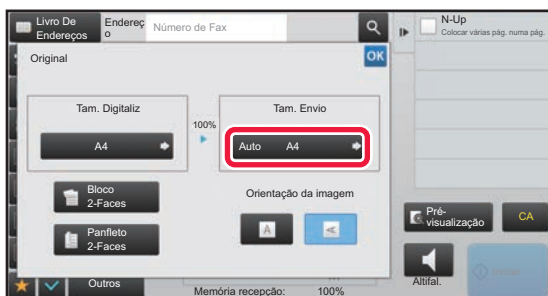 Livro De
Endereços
Endereç
o
Número de Fax
N-Up
Colocar várias pág. numa pág.
Original
OK
Tam. Digitaliz
100%
Tam. Envio
A4
Auto A4
Bloco
2-Faces
Orientação da imagem
A
A
Panfleto
2-Faces
Pré-
visualização
CA
Outros
Memória recepção: 100%
Altifal.